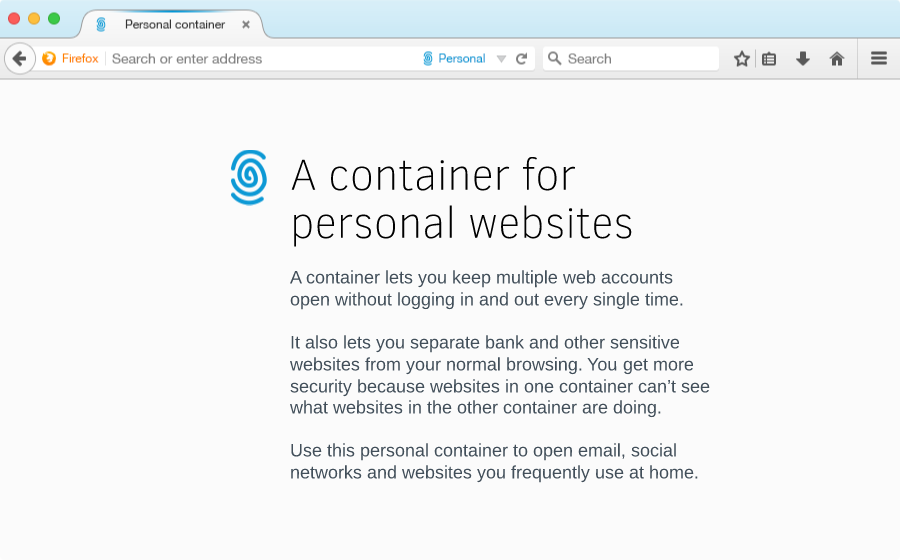 Personal container
Firefox
Search or enter address
Personal
Search
A container for
personal websites
A container lets you keep multiple web accounts
open without logging in and out every single time.
It also lets you separate bank and other sensitive
websites from your normal browsing. You get more
security because websites in one container can’t see
what websites in the other container are doing.
Use this personal container to open email, social
networks and websites you frequently use at home.